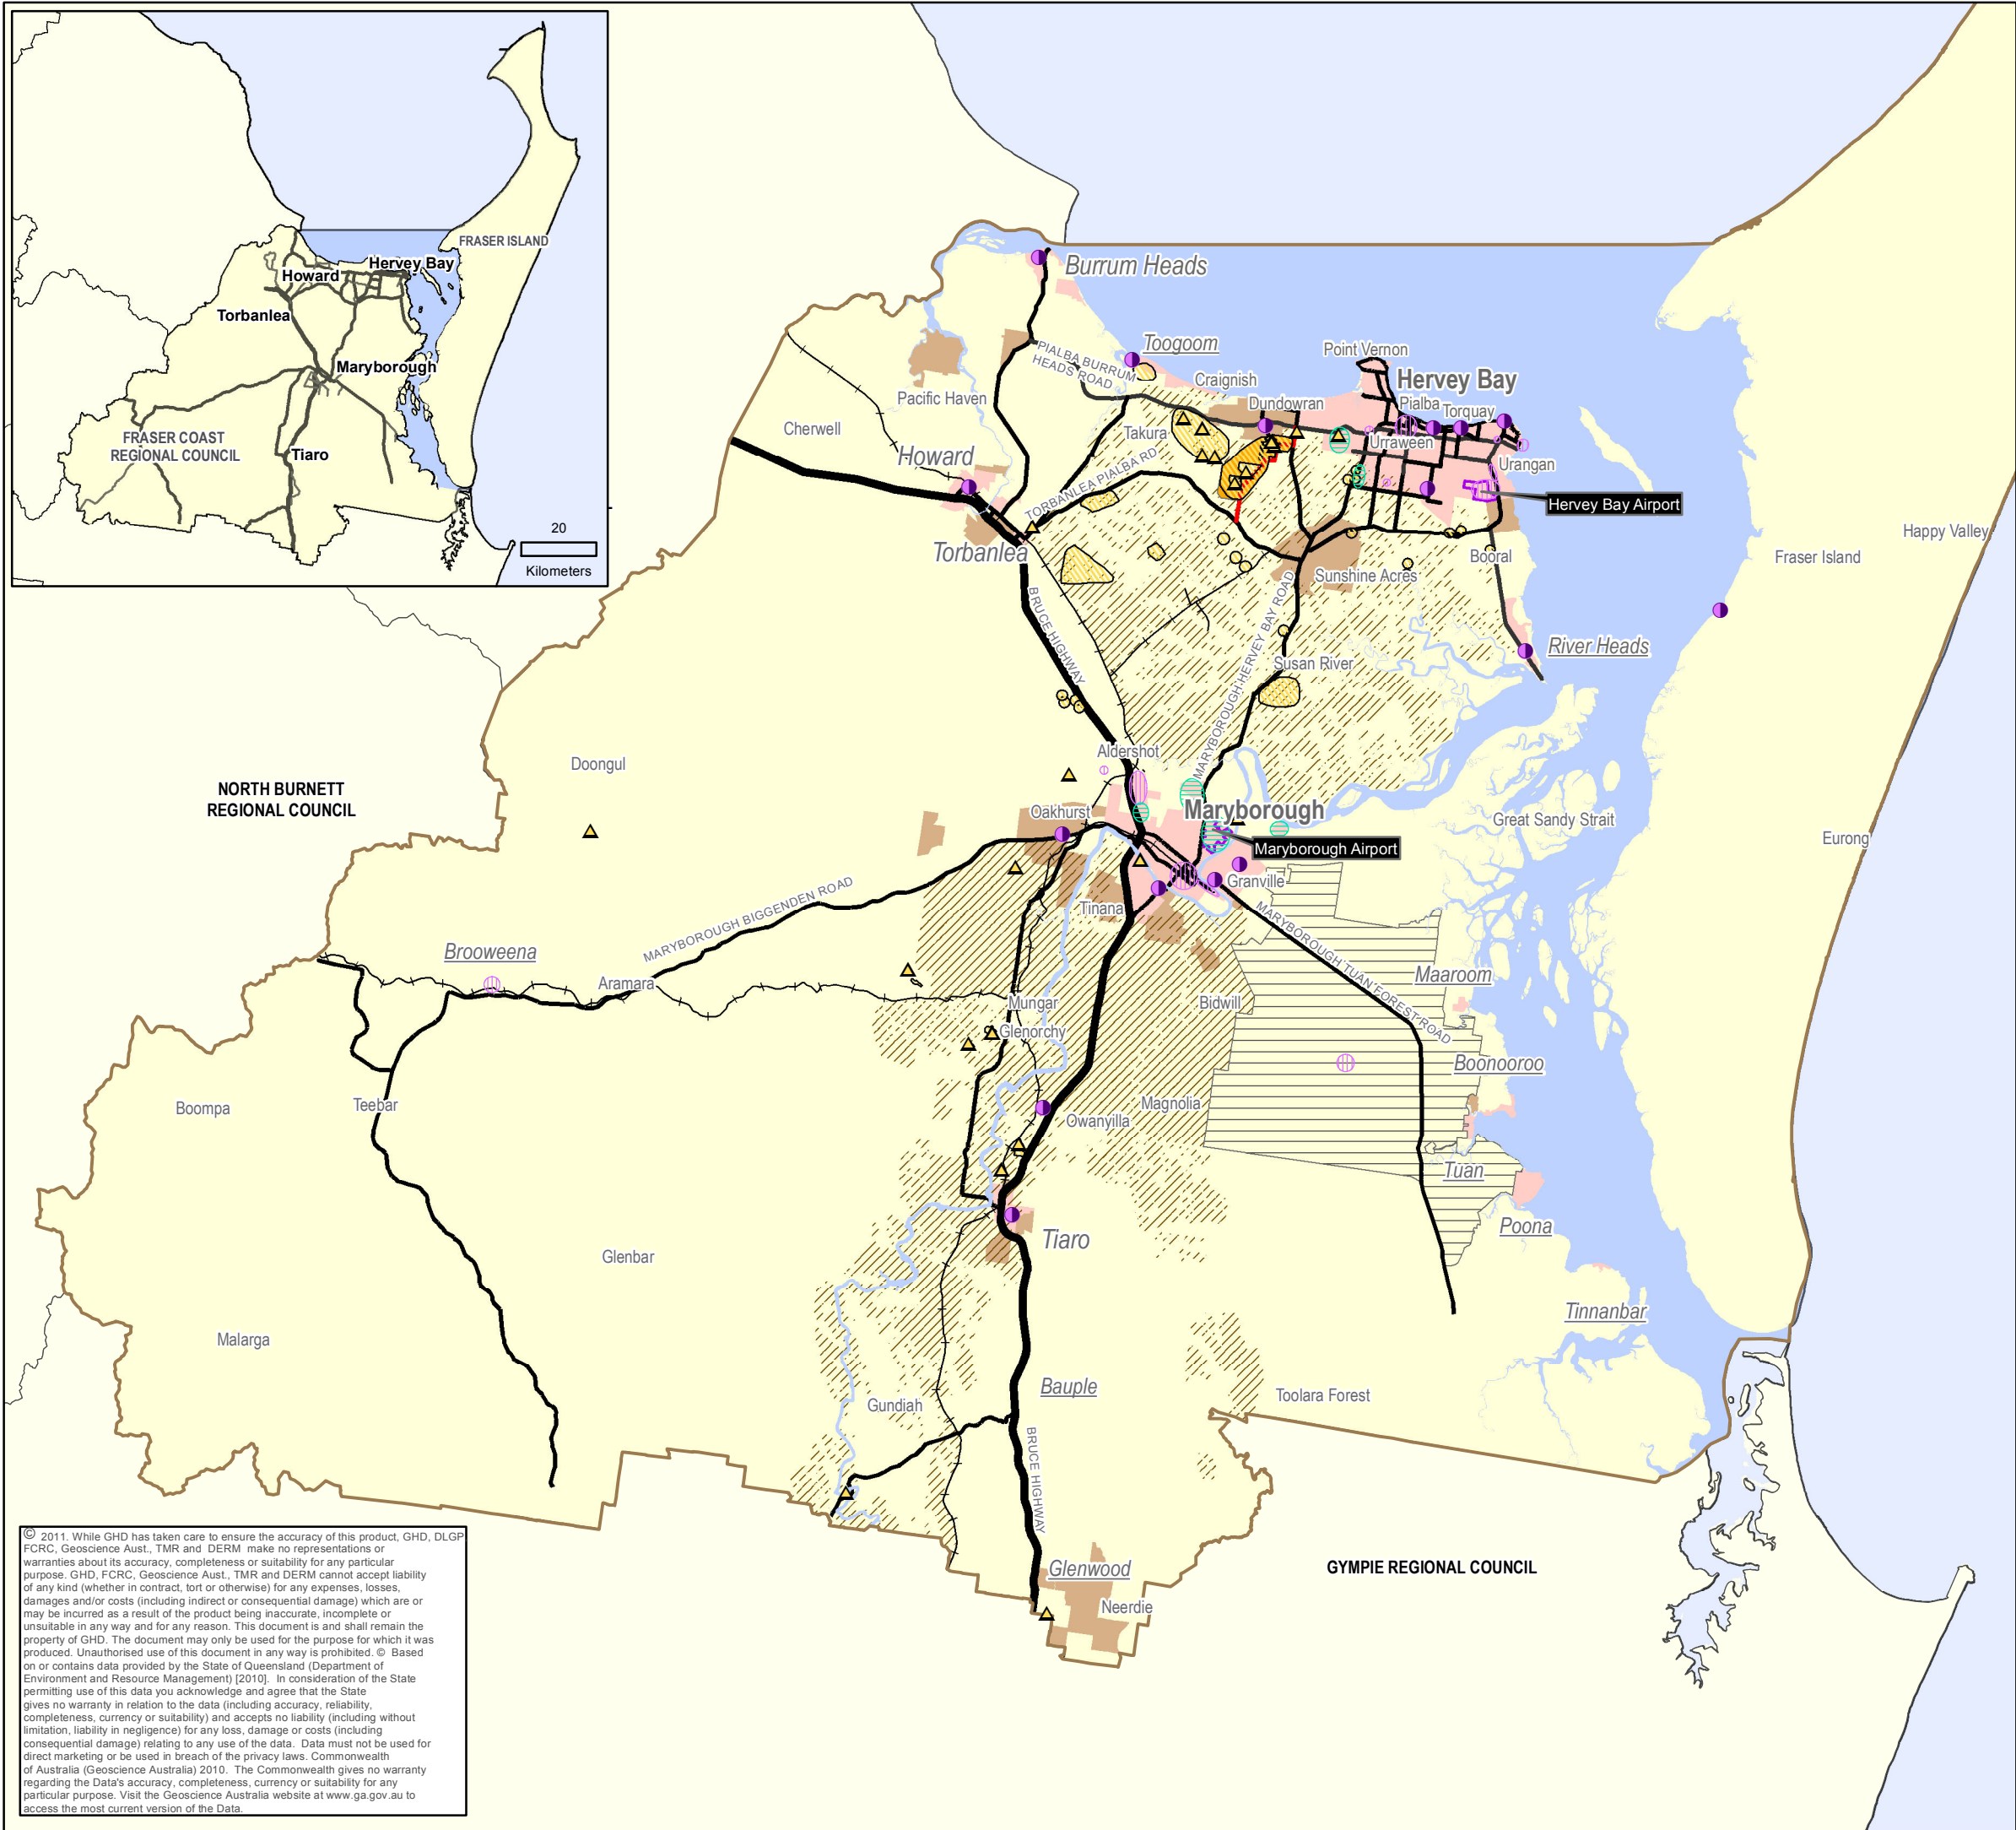 FRASER ISLAND
Hervey Bay
Howard
Torbanlea
Maryborough
FRASER COAST
REGIONAL COUNCIL
Tiaro
20
Kilometers
Burrum Heads
Toogoom
PIALBA BURRUM
HEADS ROAD
Point Vernon
Hervey Bay
Craignish
Pacific Haven
Dundowran
Pialba
Torquay
Cherwell
Takura
Urraween
Howard
Urangan
TORBANLEA PIALBA RD
Hervey Bay Airport
Happy Valley
Torbanlea
Booral
Fraser Island
Sunshine Acres
BRUCE HIGHWAY
MARYBOROUGH HERVEY BAY ROAD
River Heads
Susan River
Aldershot
Doongul
NORTH BURNETT
REGIONAL COUNCIL
Oakhurst
Maryborough
Great Sandy Strait
Eurong
Maryborough Airport
Granville
MARYBOROUGH BIGGENDEN ROAD
Tinana
MARYBOROUGH TUAN FOREST ROAD
Brooweena
Maaroom
Aramara
Mungar
Bidwill
Glenorchy
Boonooroo
Boompa
Teebar
Magnolia
Owanyilla
Tuan
Poona
Tiaro
Glenbar
Tinnanbar
Malarga
Bauple
Toolara Forest
Gundiah
BRUCE HIGHWAY
Glenwood
GYMPIE REGIONAL COUNCIL
Neerdie
© 2011. While GHD has taken care to ensure the accuracy of this product, GHD, DLGP
FCRC, Geoscience Aust., TMR and DERM make no representations or
warranties about its accuracy, completeness or suitability for any particular
purpose. GHD, FCRC, Geoscience Aust., TMR and DERM cannot accept liability
of any kind (whether in contract, tort or otherwise) for any expenses, losses,
damages and/or costs (including indirect or consequential damage) which are or
may be incurred as a result of the product being inaccurate, incomplete or
unsuitable in any way and for any reason. This document is and shall remain the
property of GHD. The document may only be used for the purpose for which it was
produced. Unauthorised use of this document in any way is prohibited. © Based
on or contains data provided by the State of Queensland (Department of
Environment and Resource Management) [2010]. In consideration of the State
permitting use of this data you acknowledge and agree that the State
gives no warranty in relation to the data (including accuracy, reliability,
completeness, currency or suitability) and accepts no liability (including without
limitation, liability in negligence) for any loss, damage or costs (including
consequential damage) relating to any use of the data. Data must not be used for
direct marketing or be used in breach of the privacy laws. Commonwealth
of Australia (Geoscience Australia) 2010. The Commonwealth gives no warranty
regarding the Data's accuracy, completeness, currency or suitability for any
particular purpose. Visit the Geoscience Australia website at www.ga.gov.au to
access the most current version of the Data.